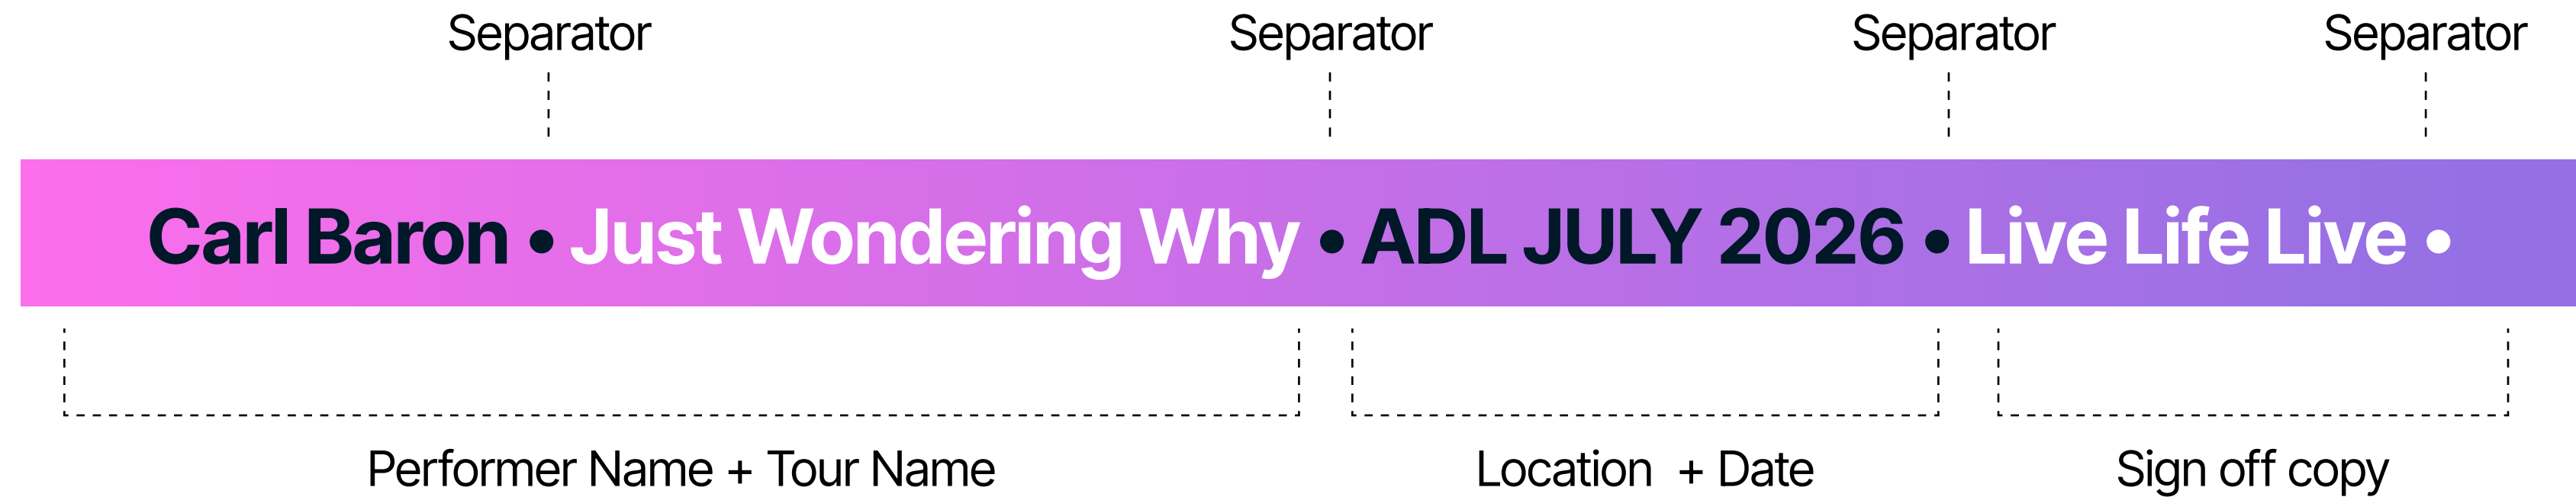 Separator Separator Separator Separator
Carl Baron • Just Wondering Why • ADL JULY 2026 • Live Life Live •
Performer Name + Tour Name Location + Date Sign off copy